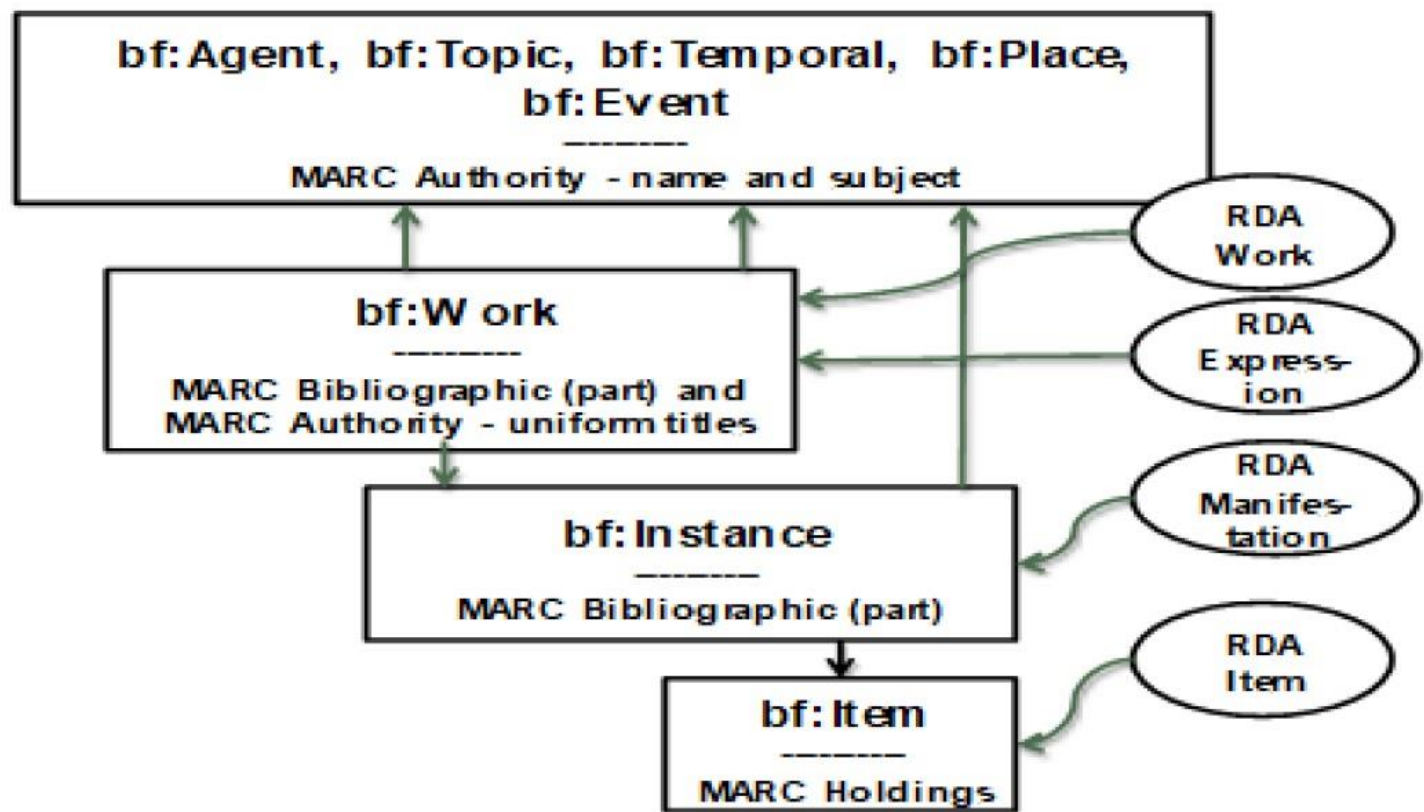 bf:Agent, bf:Topic, bf:Temporal, bf:Place,
bf:Event
-----------
MARC Authority - name and subject
RDA
Work
bf:Work
-----------
MARC Bibliographic (part) and
MARC Authority - uniform titles
RDA
Express-
ion
bf:Instance
-----------
MARC Bibliographic (part)
RDA
Manifes-
tation
bf:Item
-----------
MARC Holdings
RDA
Item